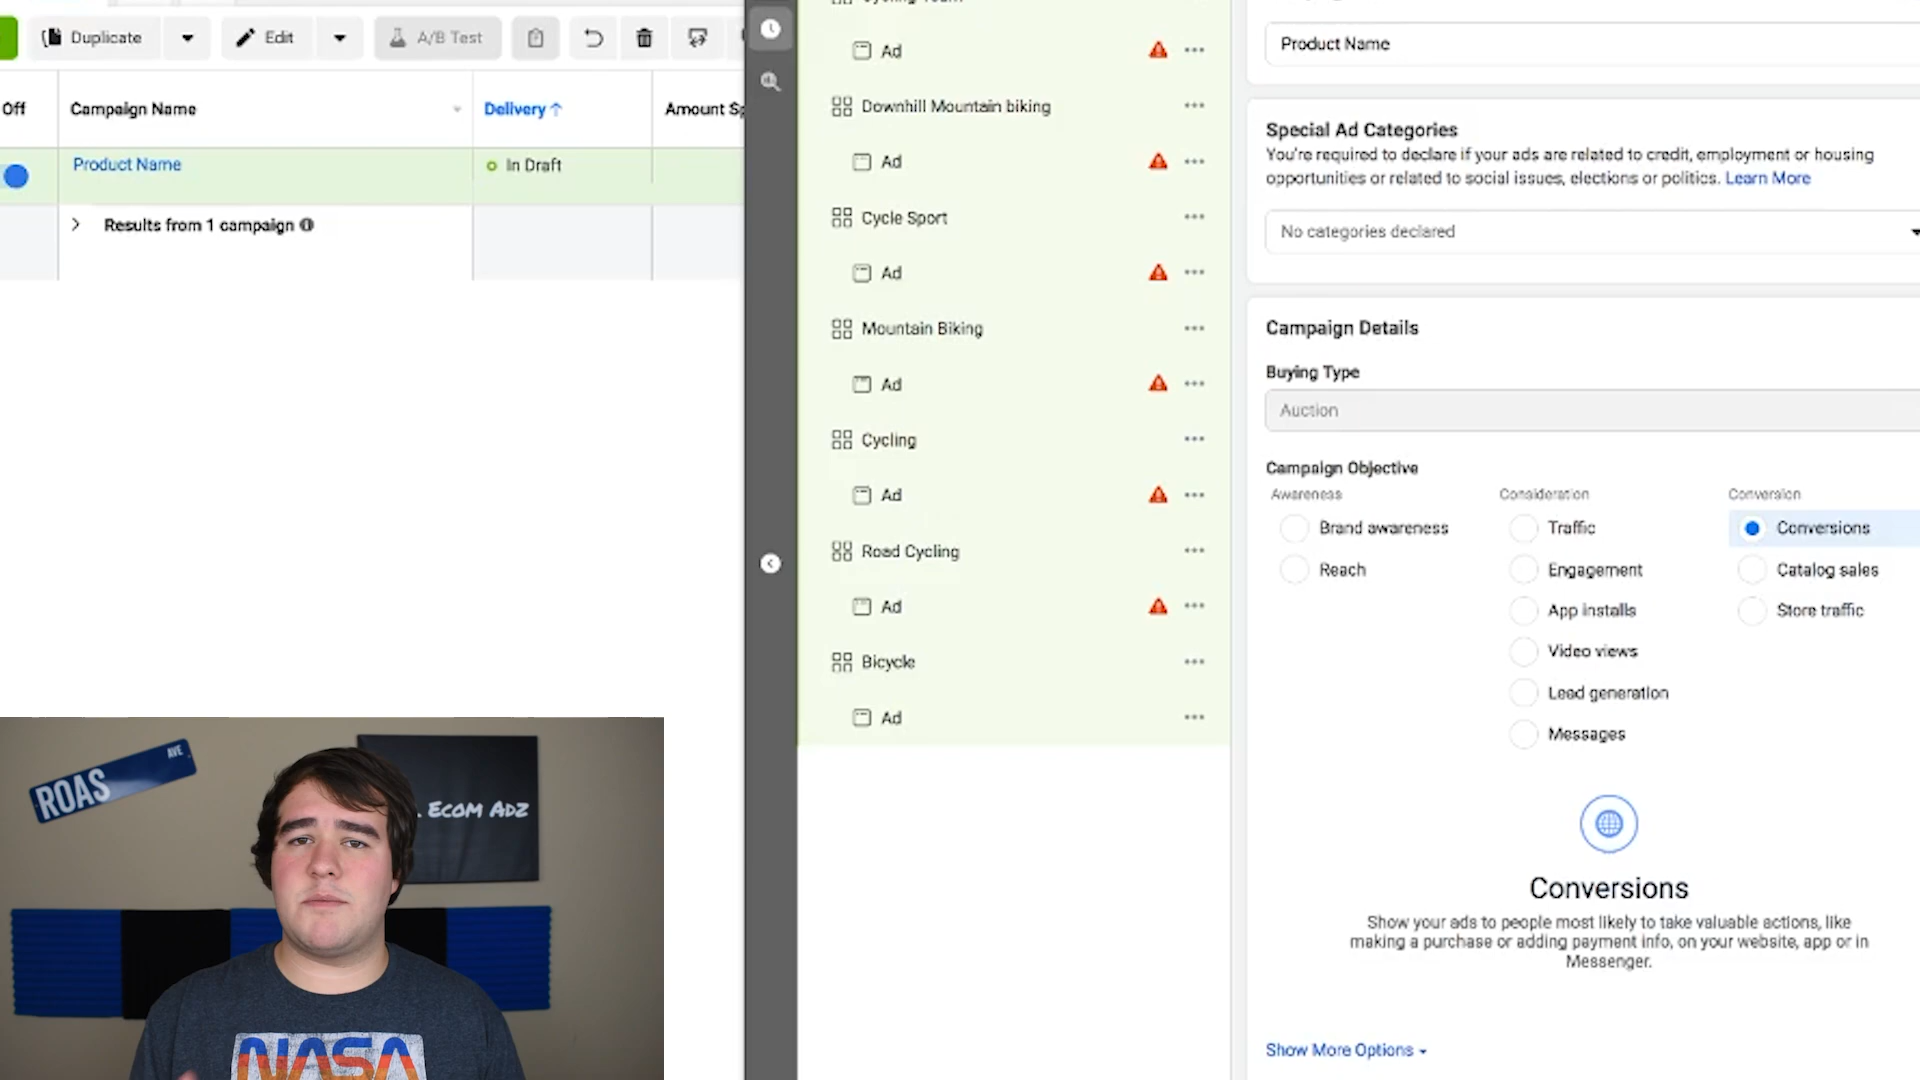 Duplicate
Edit
A/B Test
Off
Campaign Name
Delivery ↑
Product Name
In Draft
Results from 1 campaign
Ad
Downhill Mountain biking
Ad
Cycle Sport
Ad
Mountain Biking
Ad
Cycling
Ad
Road Cycling
Ad
Bicycle
Ad
Product Name
Special Ad Categories
You're required to declare if your ads are related to credit, employment or housing
opportunities or related to social issues, elections or politics. Learn More
No categories declared
Campaign Details
Buying Type
Auction
Campaign Objective
Awareness
Consideration
Conversion
Brand awareness
Traffic
Conversions
Reach
Engagement
Catalog sales
App installs
Store traffic
Video views
Lead generation
Messages
Conversions
Show your ads to people most likely to take valuable actions, like
making a purchase or adding payment info, on your website, app or in
Messenger.
Show More Options
ROAS AVE
Ecom Adz
NASA